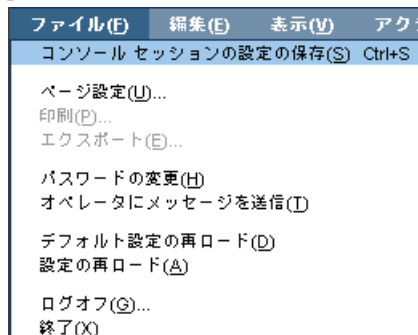 ファイル(F) 編集(E) 表示(V) アク
コンソール セッションの設定の保存(S) Ctrl+S
ページ設定(U)...
印刷(P)...
エクスポート(E)...
パスワードの変更(H)
オペレータにメッセージを送信(T)
デフォルト設定の再ロード(D)
設定の再ロード(A)
ログオフ(G)...
終了(X)